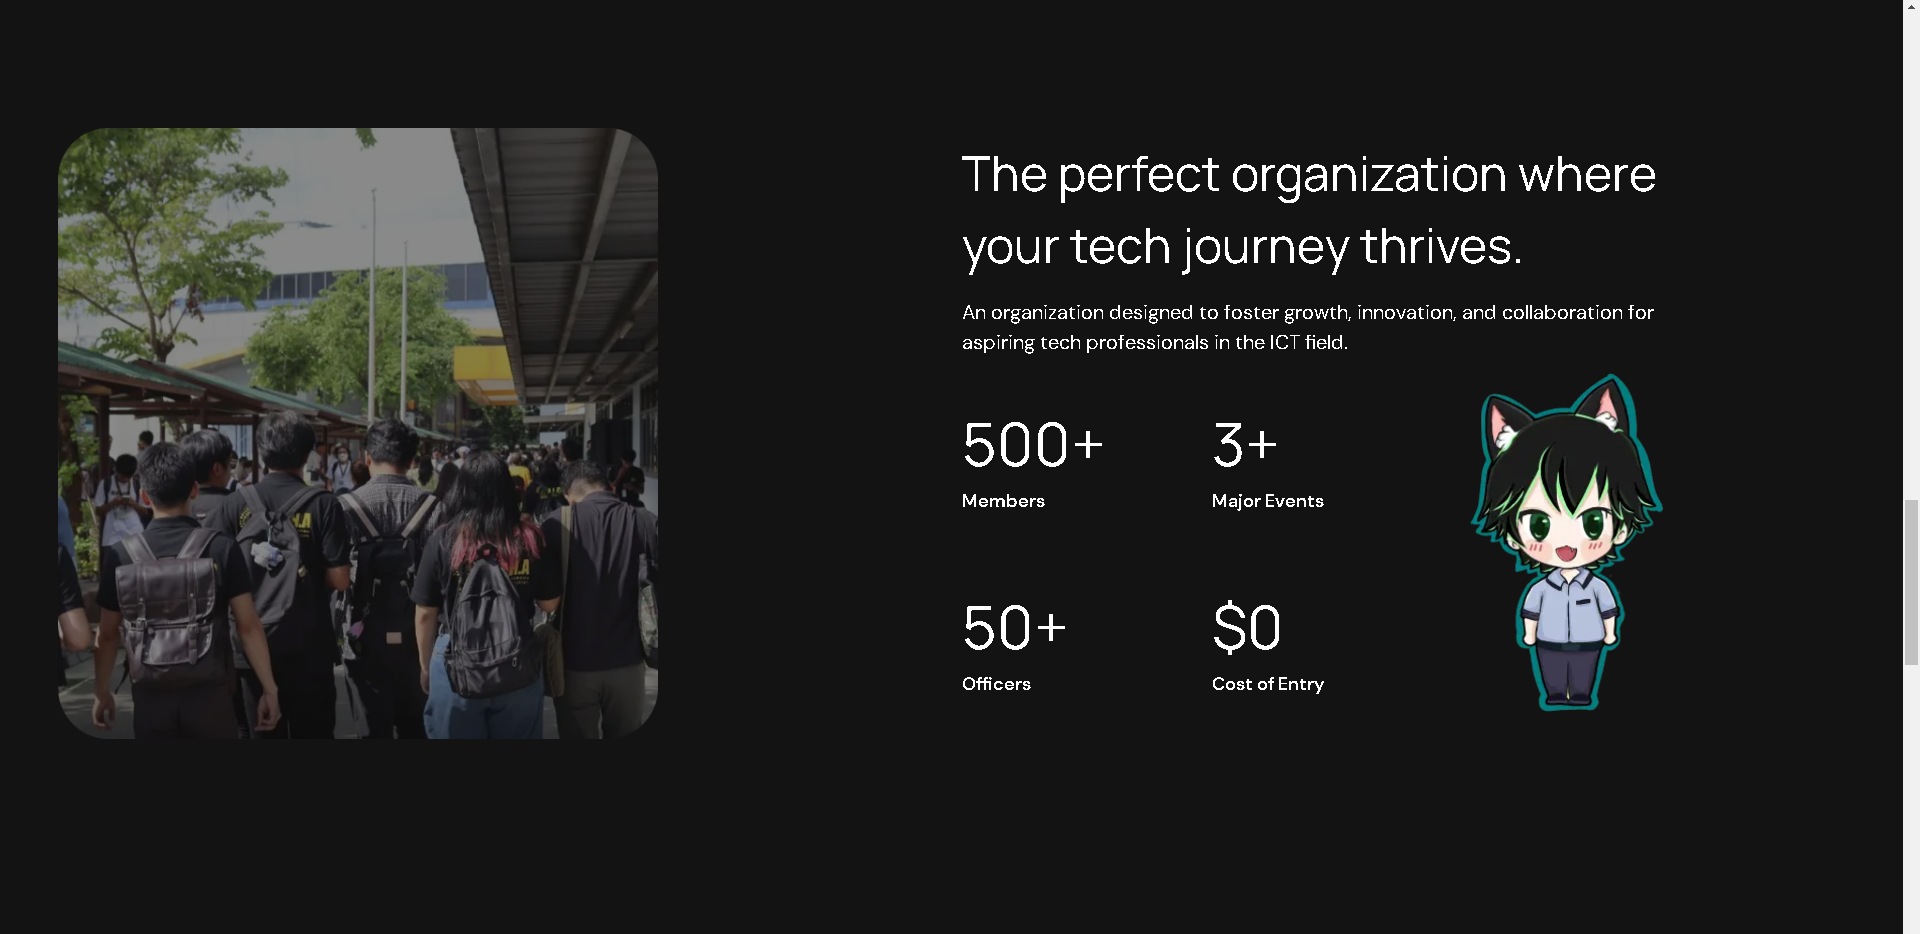 The perfect organization where
your tech journey thrives.
An organization designed to foster growth, innovation, and collaboration for
aspiring tech professionals in the ICT field.
500+
3+
Members
Major Events
50+
$0
Officers
Cost of Entry